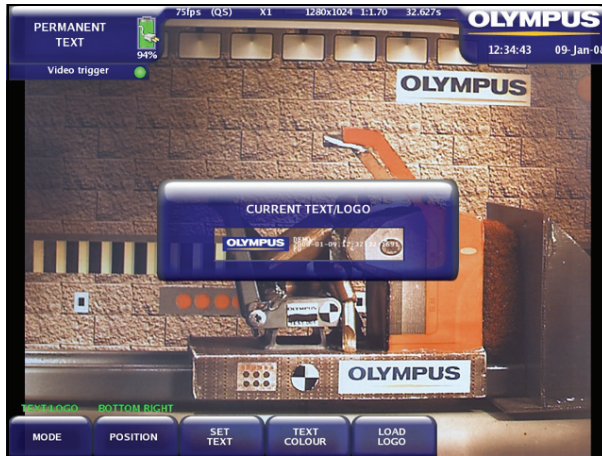 PERMANENT
TEXT
94%
Video trigger
75fps (QS) X1 1280x1024 1:1.70 32.627s
OLYMPUS
12:34:43 09-Jan-0
OLYMPUS
CURRENT TEXT/LOGO
OLYMPUS DEMO
OLYMPUS
TEXT/LOGO BOTTOM RIGHT
MODE
POSITION
SET
TEXT
TEXT
COLOUR
LOAD
LOGO